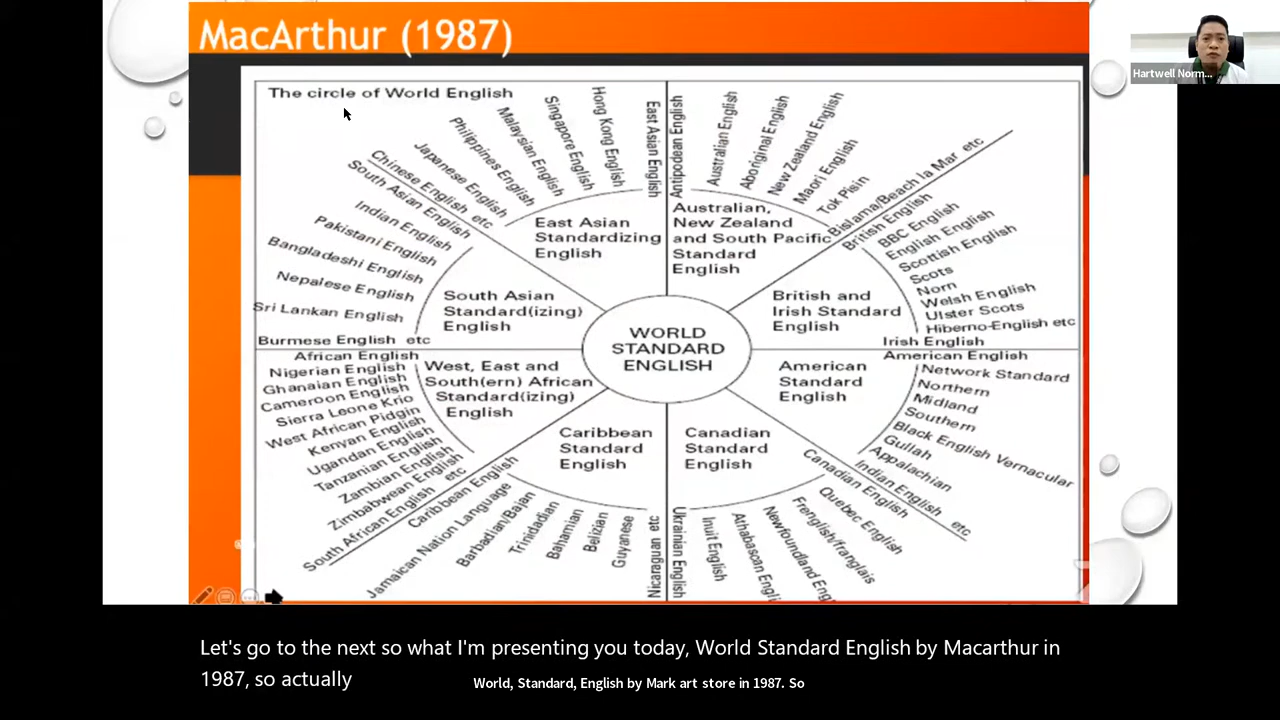 MacArthur (1987)
Hartwell Norm...
The circle of World English
East Asian English
Hong Kong English
Singapore English
Malaysian English
Philippines English
Japanese English
Chinese English etc
East Asian
Standardizing
English
Antipodean English
Australian English
Aboriginal English
New Zealand English
Maori English
Tok Pisin
Bislama/Beach la Mar etc
Australian,
New Zealand
and South Pacific
Standard
English
South Asian English
Indian English
Pakistani English
Bangladeshi English
Nepalese English
Sri Lankan English
Burmese English etc
South Asian
Standard(izing)
English
British English
BBC English
English English
Scottish English
Scots
Norn
Welsh English
Ulster Scots
Hiberno-English etc
Irish English
British and
Irish Standard
English
WORLD
STANDARD
ENGLISH
African English
Nigerian English
Ghanaian English
Cameroon English
Sierra Leone Krio
West African Pidgin
Kenyan English
Ugandan English
Tanzanian English
Zambian English
Zimbabwean English
South African English etc
West, East and
South(ern) African
Standard(izing)
English
American English
Network Standard
Northern
Midland
Southern
Black English Vernacular
Gullah
Appalachian
Indian English etc
American
Standard
English
Caribbean English
Jamaican Nation Language
Barbadian/Bajan
Trinidadian
Bahamian
Belizian
Guyanese
Nicaraguan etc
Caribbean
Standard
English
Canadian English
Quebec English
Frenglish/franglais
Newfoundland Eng
Athabascan Engli
Inuit English
Ukrainian English
Canadian
Standard
English
Let's go to the next so what I'm presenting you today, World Standard English by Macarthur in
1987, so actually
World, Standard, English by Mark art store in 1987. So